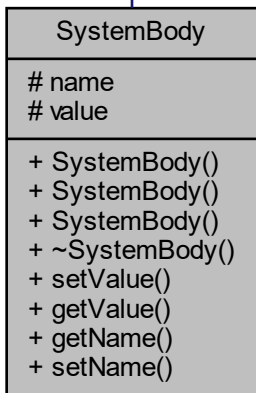 SystemBody
# name
# value
+ SystemBody()
+ SystemBody()
+ SystemBody()
+ ~SystemBody()
+ setValue()
+ getValue()
+ getName()
+ setName()